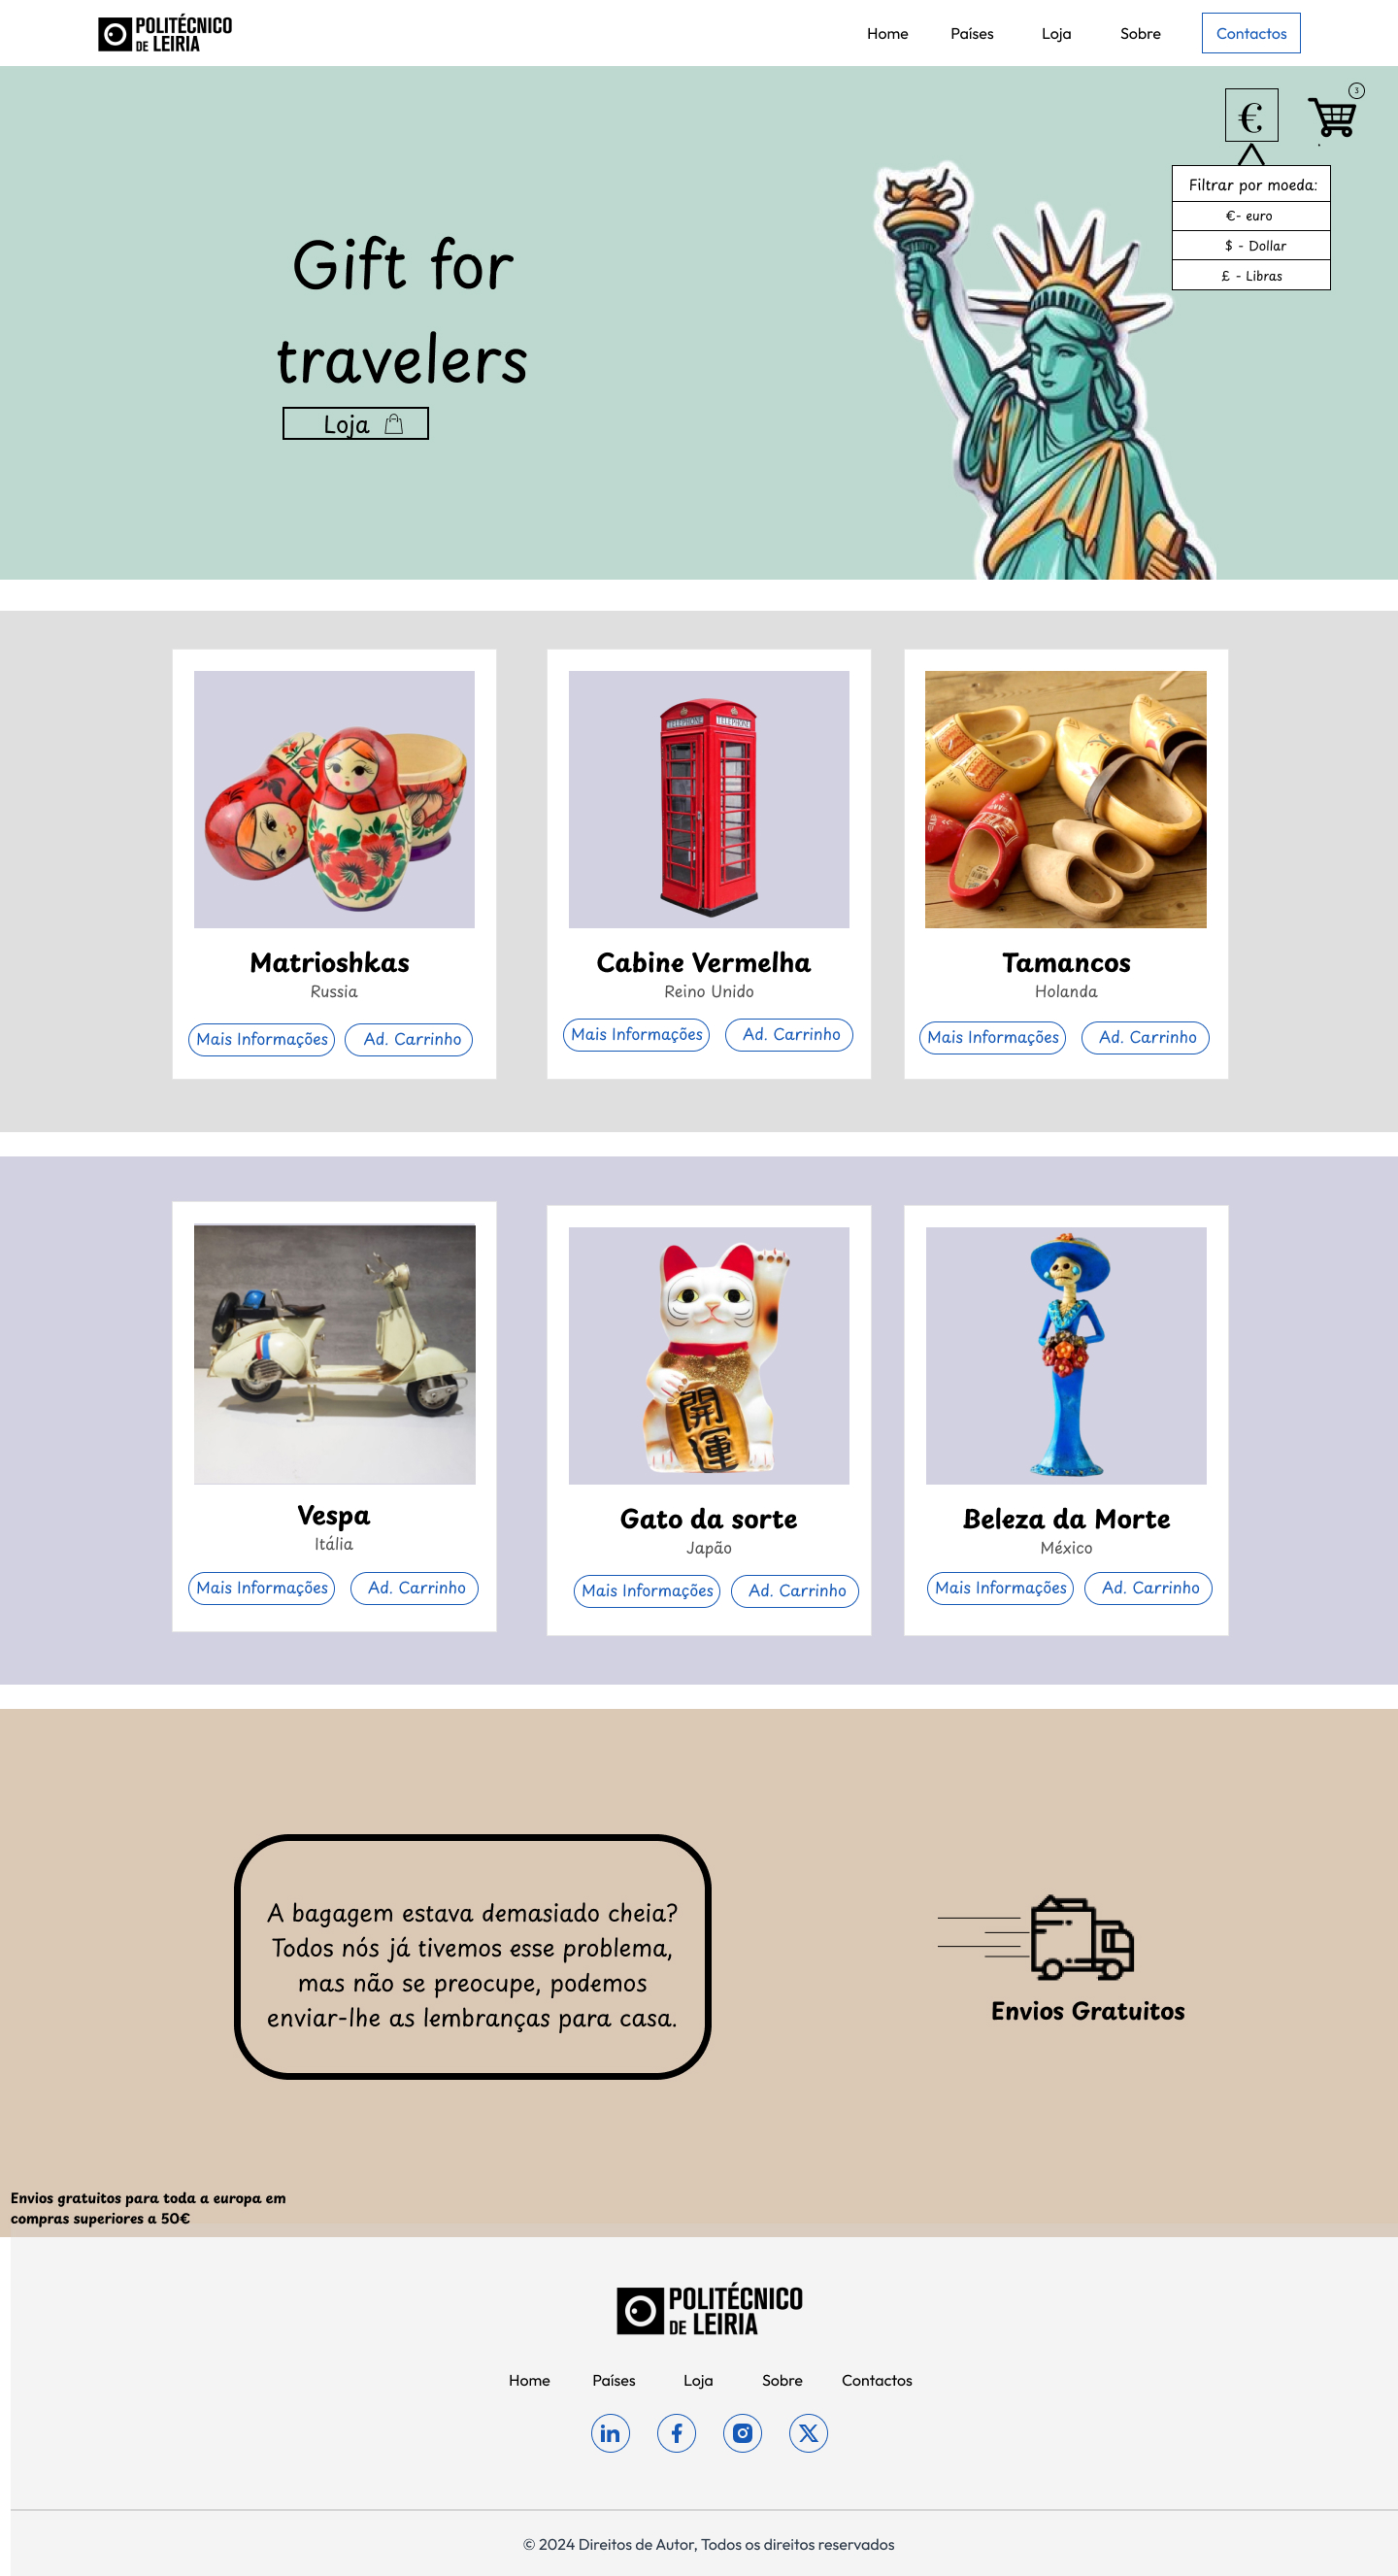 POLITÉCNICO
DE LEIRIA
Home Países Loja Sobre Contactos
€
3
Filtrar por moeda:
€- euro
$ - Dollar
£ - Libras
Gift for
travelers
Loja
TELEPHONE TELEPHONE
Matrioshkas
Russia
Mais Informações Ad. Carrinho
Cabine Vermelha
Reino Unido
Mais Informações Ad. Carrinho
Tamancos
Holanda
Mais Informações Ad. Carrinho
開
運
Vespa
Itália
Mais Informações Ad. Carrinho
Gato da sorte
Japão
Mais Informações Ad. Carrinho
Beleza da Morte
México
Mais Informações Ad. Carrinho
A bagagem estava demasiado cheia?
Todos nós já tivemos esse problema,
mas não se preocupe, podemos
enviar-lhe as lembranças para casa.
Envios Gratuitos
Envios gratuitos para toda a europa em
compras superiores a 50€
POLITÉCNICO
DE LEIRIA
Home Países Loja Sobre Contactos
© 2024 Direitos de Autor, Todos os direitos reservados